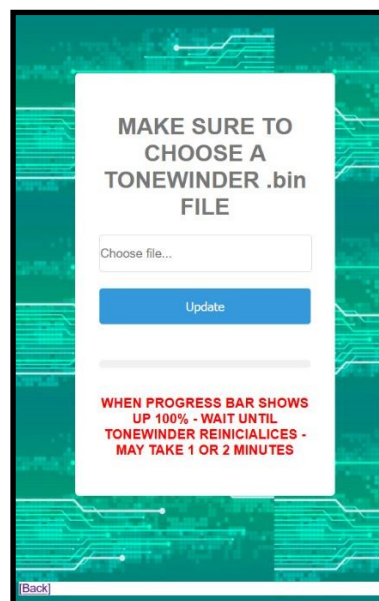 MAKE SURE TO
CHOOSE A
TONEWINDER .bin
FILE
Choose file...
Update
WHEN PROGRESS BAR SHOWS
UP 100% - WAIT UNTIL
TONEWINDER REINICIALICES -
MAY TAKE 1 OR 2 MINUTES
[Back]